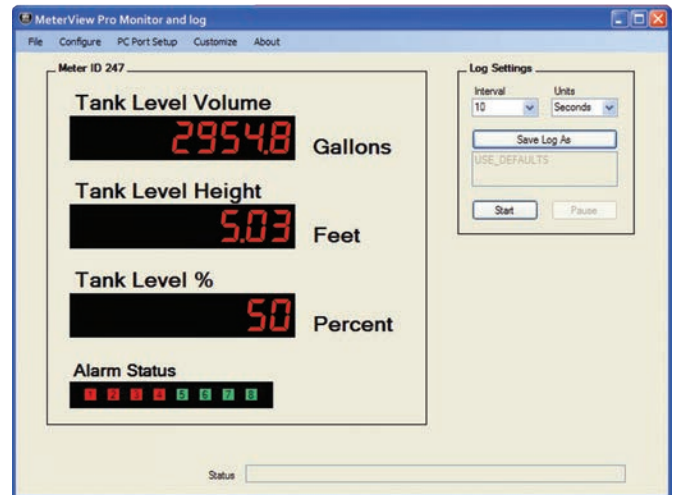 MeterView Pro Monitor and log
File Configure PC Port Setup Customize About
Meter ID 247
Tank Level Volume
2954.8 Gallons
Tank Level Height
5.03 Feet
Tank Level %
50 Percent
Alarm Status
1 2 3 4 5 6 7 8
Log Settings
Interval Units
10 Seconds
Save Log As
USE_DEFAULTS
Start Pause
Status